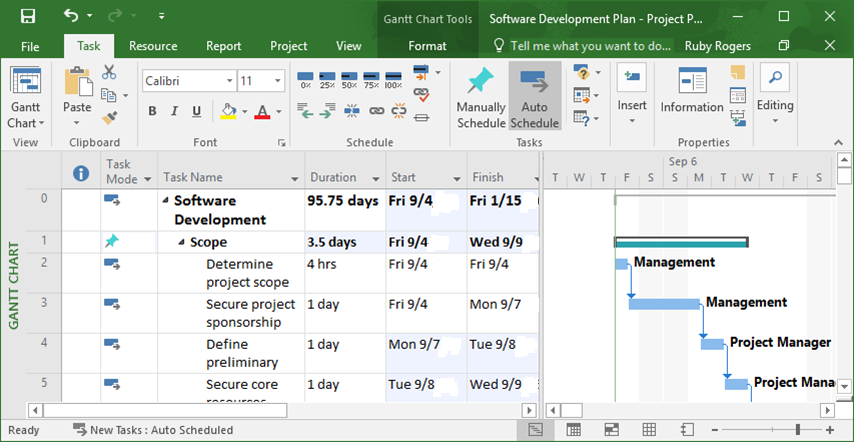 Gantt Chart Tools
Software Development Plan - Project P...
File
Task
Resource
Report
Project
View
Format
Tell me what you want to do...
Ruby Rogers
Gantt
Chart
View
Paste
Clipboard
Calibri
11
B I U
A
Font
0% 25% 50% 75% 100%
Schedule
Manually
Schedule
Auto
Schedule
Tasks
Insert
Information
Properties
Editing
Task
Mode
Task Name
Duration
Start
Finish
Sep 6
T W T F S S M T W T F S
GANTT CHART
0 Software
Development 95.75 days Fri 9/4 Fri 1/15
1 Scope 3.5 days Fri 9/4 Wed 9/9
2 Determine
project scope 4 hrs Fri 9/4 Fri 9/4 Management
3 Secure project
sponsorship 1 day Fri 9/4 Mon 9/7 Management
4 Define
preliminary 1 day Mon 9/7 Tue 9/8 Project Manager
5 Secure core
resources 1 day Tue 9/8 Wed 9/9 Project Mana
Ready
New Tasks : Auto Scheduled